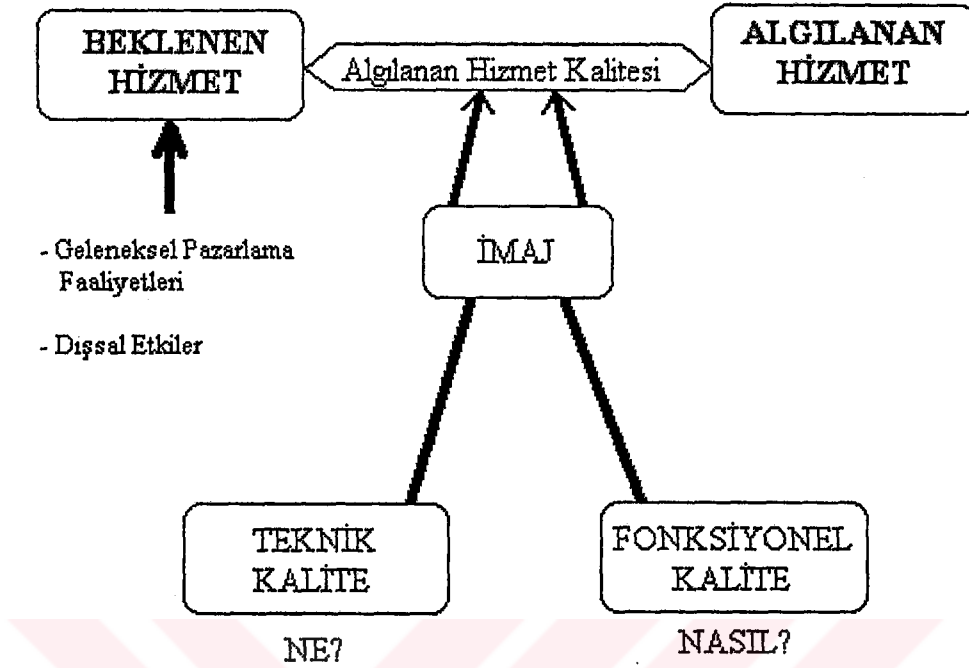 BEKLENEN
HİZMET
Algılanan Hizmet Kalitesi
ALGILANAN
HİZMET
- Geleneksel Pazarlama
Faaliyetleri
- Dışsal Etkiler
İMAJ
TEKNİK
KALİTE
FONKSİYONEL
KALİTE
NE?
NASIL?